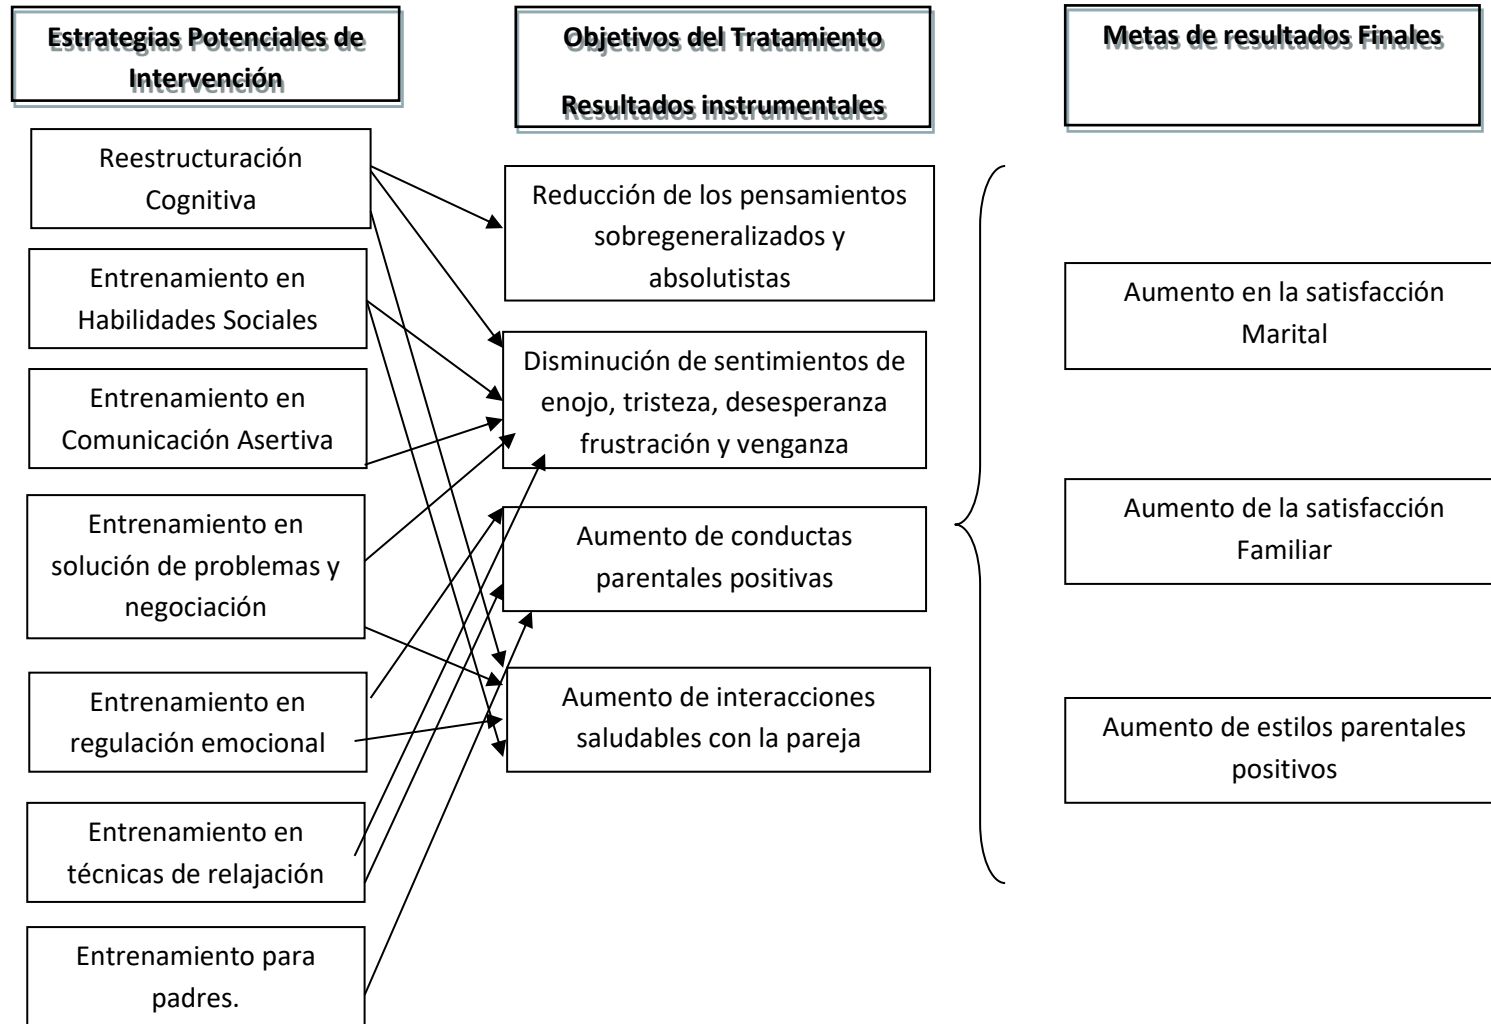 Estrategias Potenciales de
Intervención
Objetivos del Tratamiento
Resultados instrumentales
Metas de resultados Finales
Reestructuración
Cognitiva
Entrenamiento en
Habilidades Sociales
Entrenamiento en
Comunicación Asertiva
Entrenamiento en
solución de problemas y
negociación
Entrenamiento en
regulación emocional
Entrenamiento en
técnicas de relajación
Entrenamiento para
padres.
Reducción de los pensamientos
sobregeneralizados y
absolutistas
Disminución de sentimientos de
enojo, tristeza, desesperanza
frustración y venganza
Aumento de conductas
parentales positivas
Aumento de interacciones
saludables con la pareja
Aumento en la satisfacción
Marital
Aumento de la satisfacción
Familiar
Aumento de estilos parentales
positivos